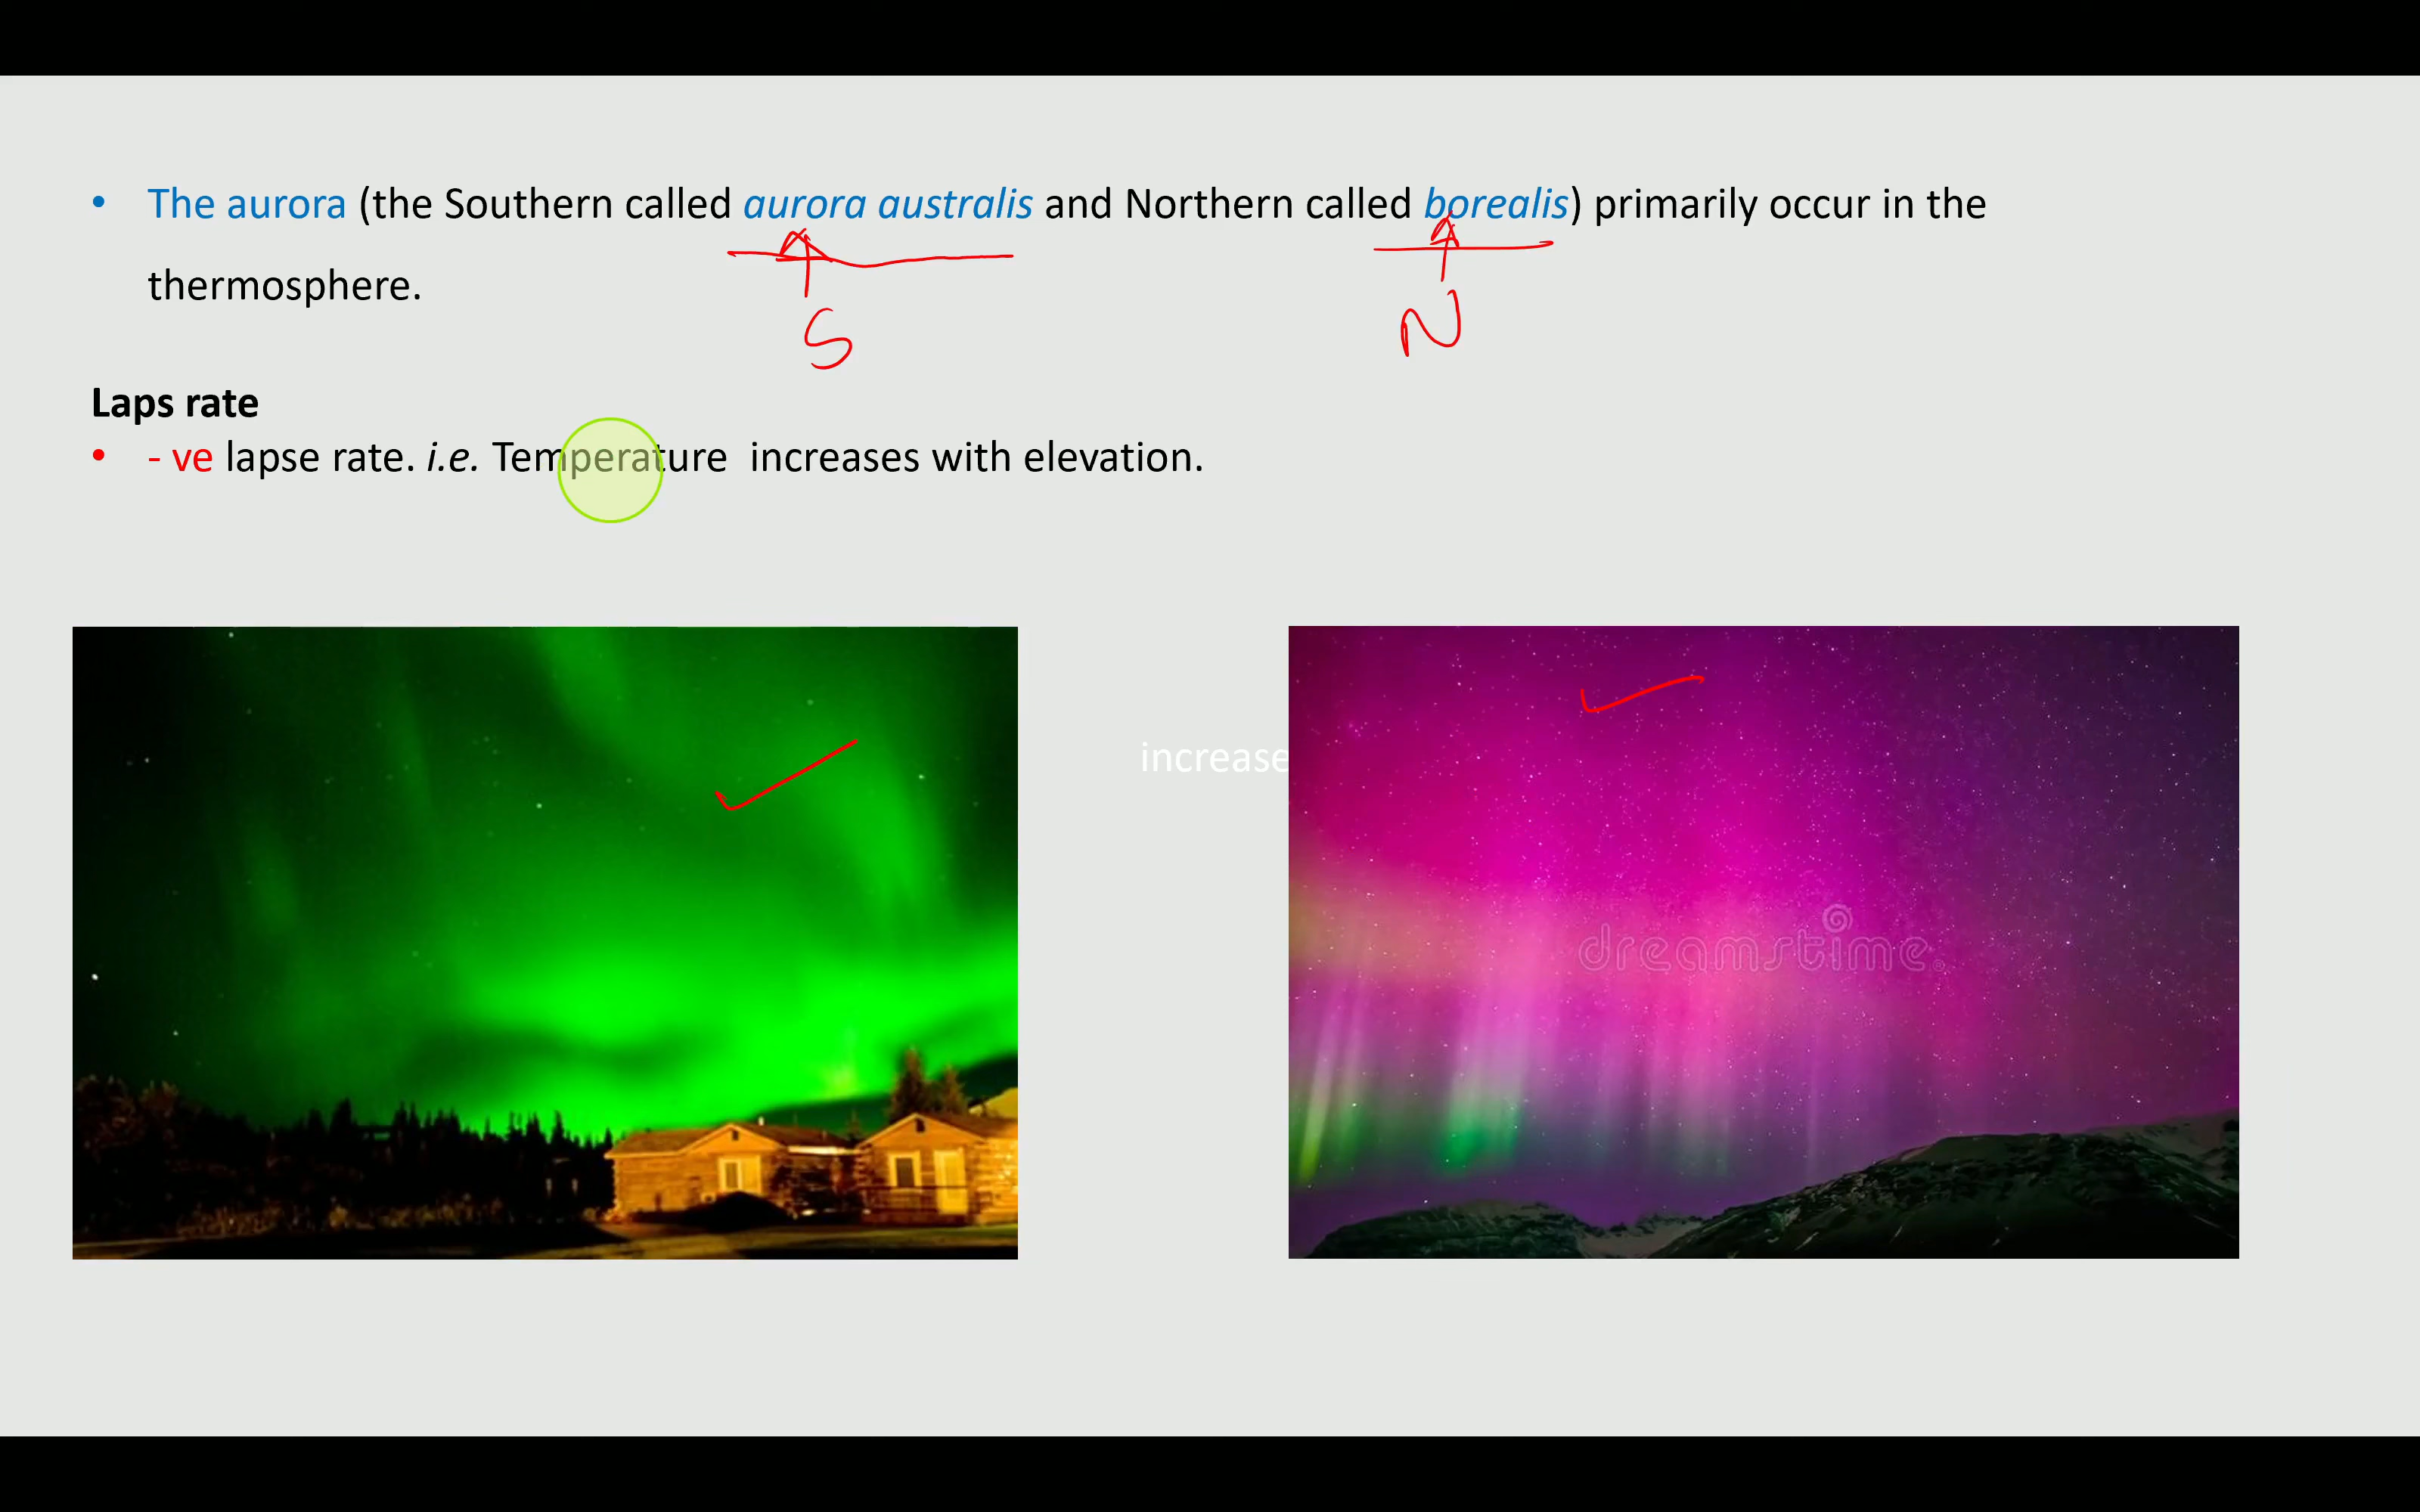 • The aurora (the Southern called aurora australis and Northern called borealis) primarily occur in the
thermosphere.
S
N
Laps rate
• - ve lapse rate. i.e. Temperature increases with elevation.
increase
dreamstime.